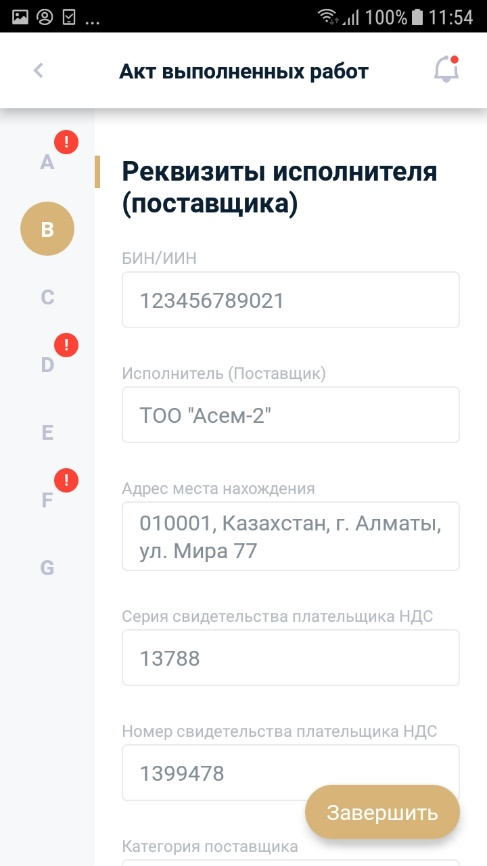 ... 100% 11:54
Акт выполненных работ
A !
B
C
D !
E
F !
G
Реквизиты исполнителя
(поставщика)
БИН/ИИН
123456789021
Исполнитель (Поставщик)
ТОО "Асем-2"
Адрес места нахождения
010001, Казахстан, г. Алматы,
ул. Мира 77
Серия свидетельства плательщика НДС
13788
Номер свидетельства плательщика НДС
1399478
Завершить
Категория поставщика